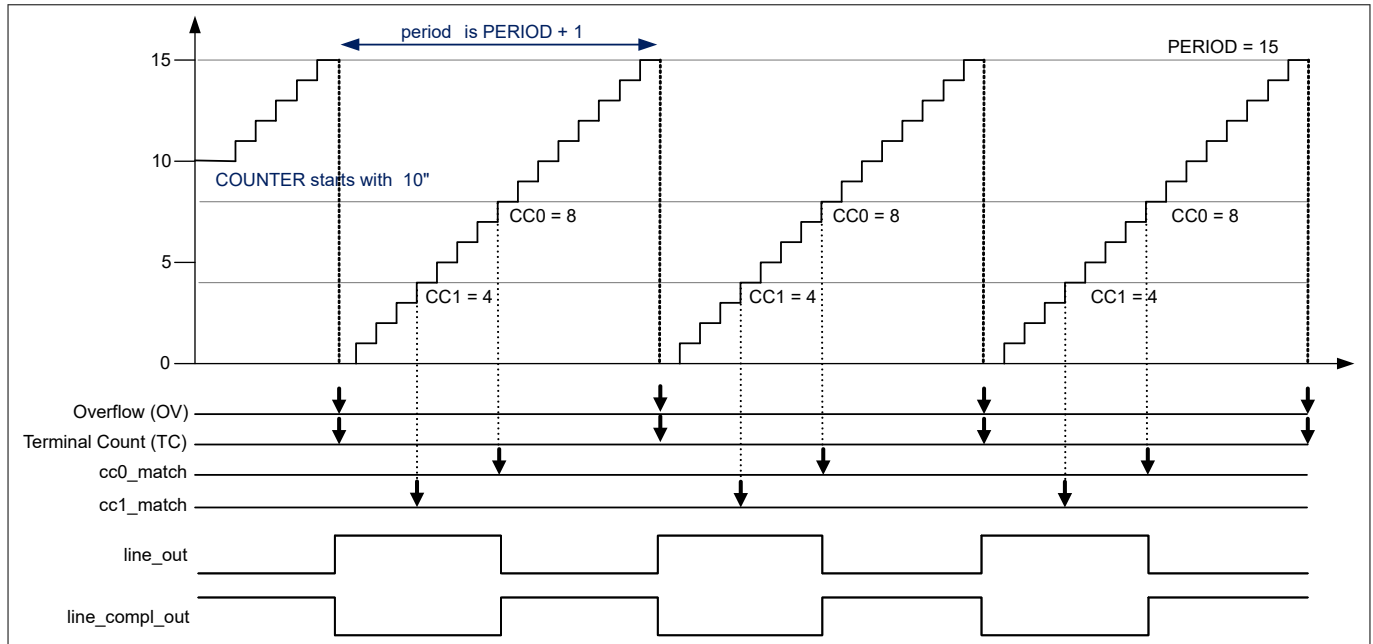 period is PERIOD + 1
PERIOD = 15
15
10
COUNTER starts with 10"
CC0 = 8
CC0 = 8
CC0 = 8
5
CC1 = 4
CC1 = 4
CC1 = 4
0
Overflow (OV)
Terminal Count (TC)
cc0_match
cc1_match
line_out
line_compl_out